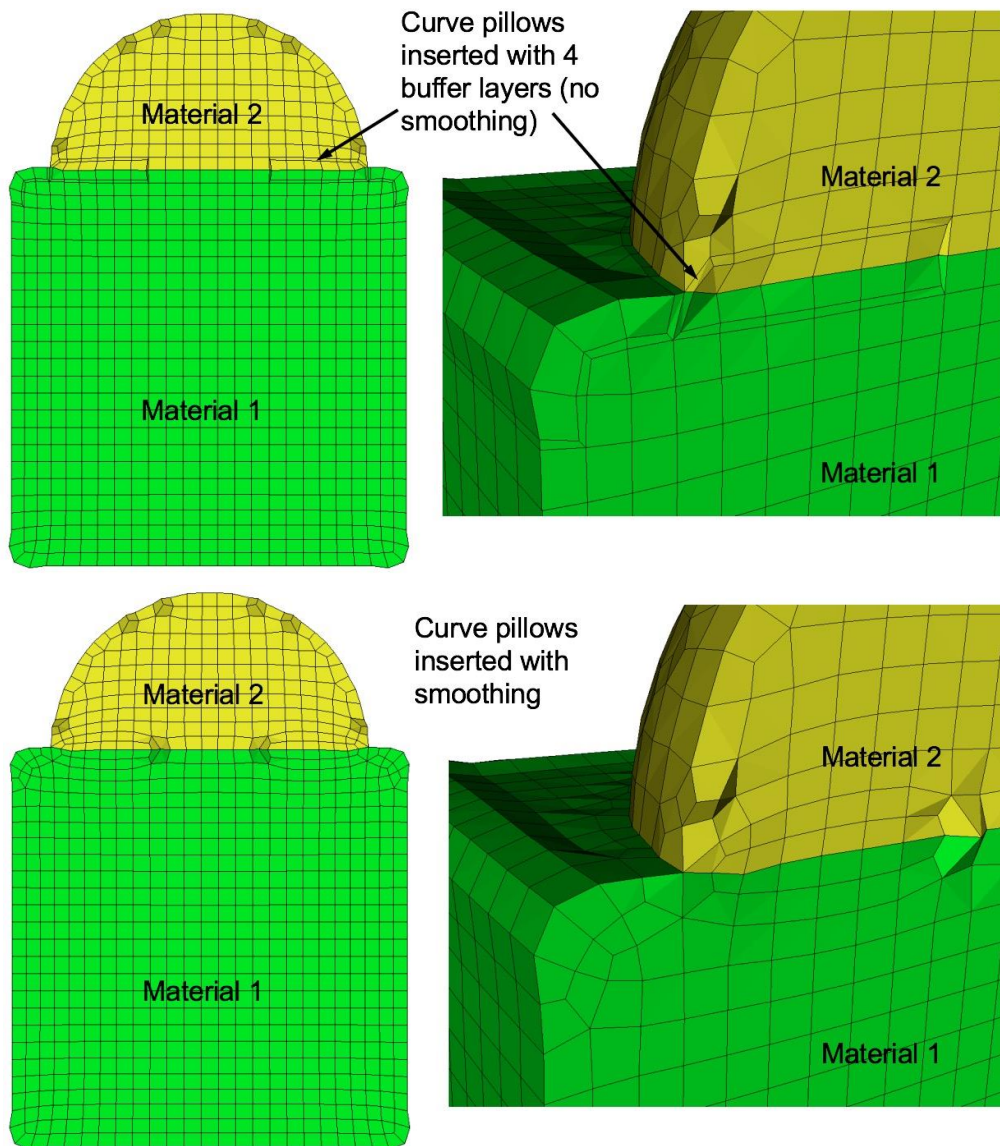 Curve pillows
inserted with 4
buffer layers (no
smoothing)
Material 2
Material 2
Material 1
Material 1
Curve pillows
inserted with
smoothing
Material 2
Material 2
Material 1
Material 1